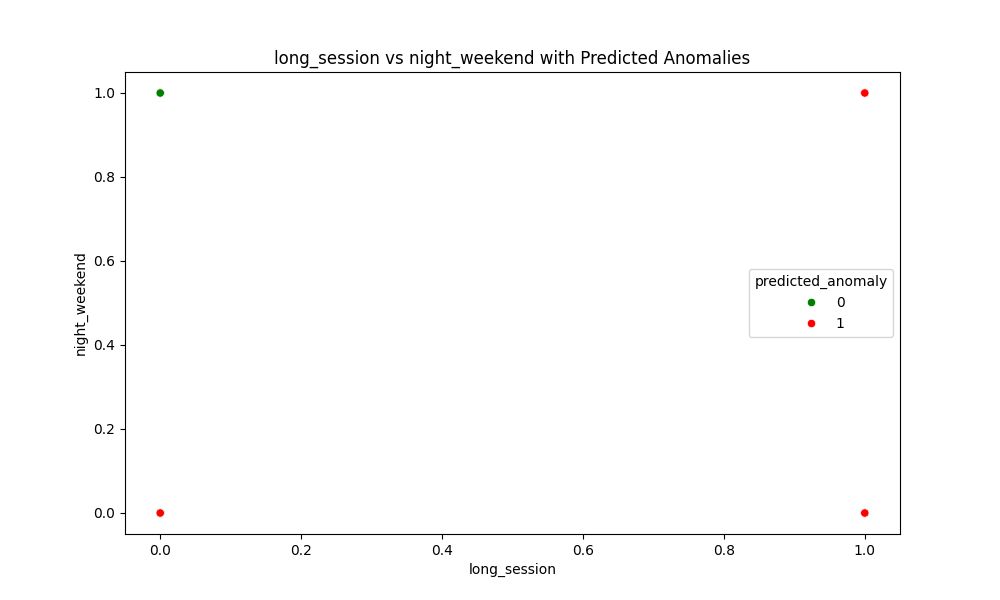 long_session vs night_weekend with Predicted Anomalies
1.0
0.8
0.6
0.4
0.2
0.0
night_weekend
predicted_anomaly
0
1
0.0 0.2 0.4 0.6 0.8 1.0
long_session